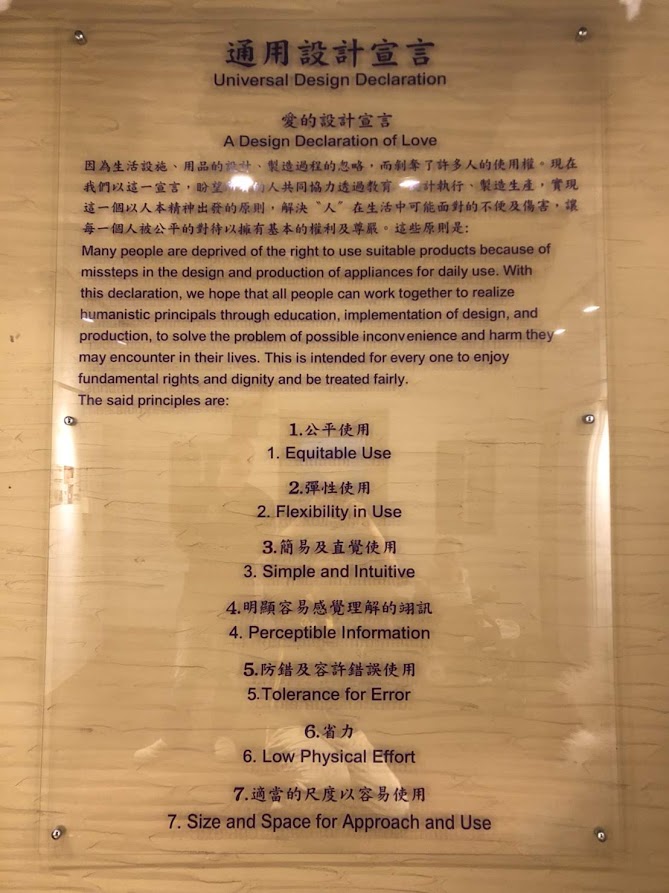 通用設計宣言
Universal Design Declaration
愛的設計宣言
A Design Declaration of Love
因為生活設施、用品的設計、製造過程的忽略，而剝奪了許多人的使用權。現在
我們以這一宣言，盼望所有的人共同協力透過教育、設計執行、製造生產，實現
這一個以人本精神出發的原則，解決〝人〞在生活中可能面對的不便及傷害，讓
每一個人被公平的對待以擁有基本的權利及尊嚴。這些原則是:
Many people are deprived of the right to use suitable products because of
missteps in the design and production of appliances for daily use. With
this declaration, we hope that all people can work together to realize
humanistic principals through education, implementation of design, and
production, to solve the problem of possible inconvenience and harm they
may encounter in their lives. This is intended for every one to enjoy
fundamental rights and dignity and be treated fairly.
The said principles are:
1.公平使用
1. Equitable Use
2.彈性使用
2. Flexibility in Use
3.簡易及直覺使用
3. Simple and Intuitive
4.明顯容易感覺理解的翊訊
4. Perceptible Information
5.防錯及容許錯誤使用
5.Tolerance for Error
6.省力
6. Low Physical Effort
7.適當的尺度以容易使用
7. Size and Space for Approach and Use